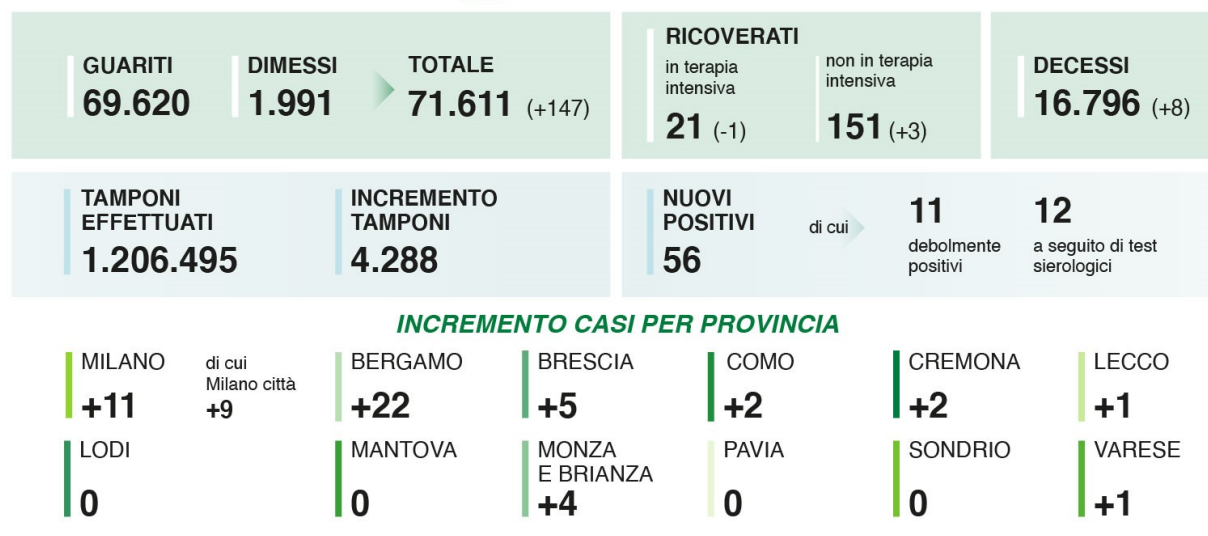 GUARITI
69.620
DIMESSI
1.991
TOTALE
71.611 (+147)
RICOVERATI
in terapia
intensiva
21 (-1)
non in terapia
intensiva
151 (+3)
DECESSI
16.796 (+8)
TAMPONI
EFFETTUATI
1.206.495
INCREMENTO
TAMPONI
4.288
NUOVI
POSITIVI
56
di cui
11
debolmente
positivi
12
a seguito di test
sierologici
INCREMENTO CASI PER PROVINCIA
MILANO
+11
di cui
Milano città
+9
BERGAMO
+22
BRESCIA
+5
COMO
+2
CREMONA
+2
LECCO
+1
LODI
0
MANTOVA
0
MONZA
E BRIANZA
+4
PAVIA
0
SONDRIO
0
VARESE
+1